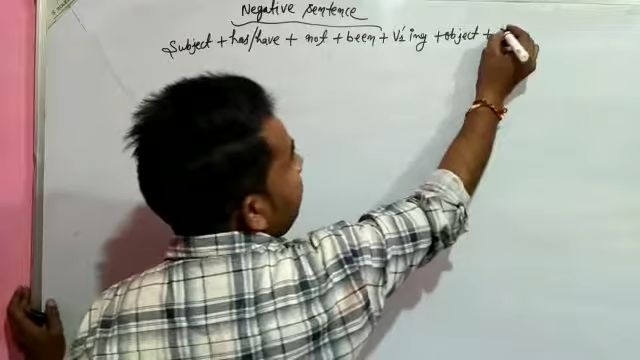 Negative sentence
Subject + has/have + not + been + V₁ ing + object +